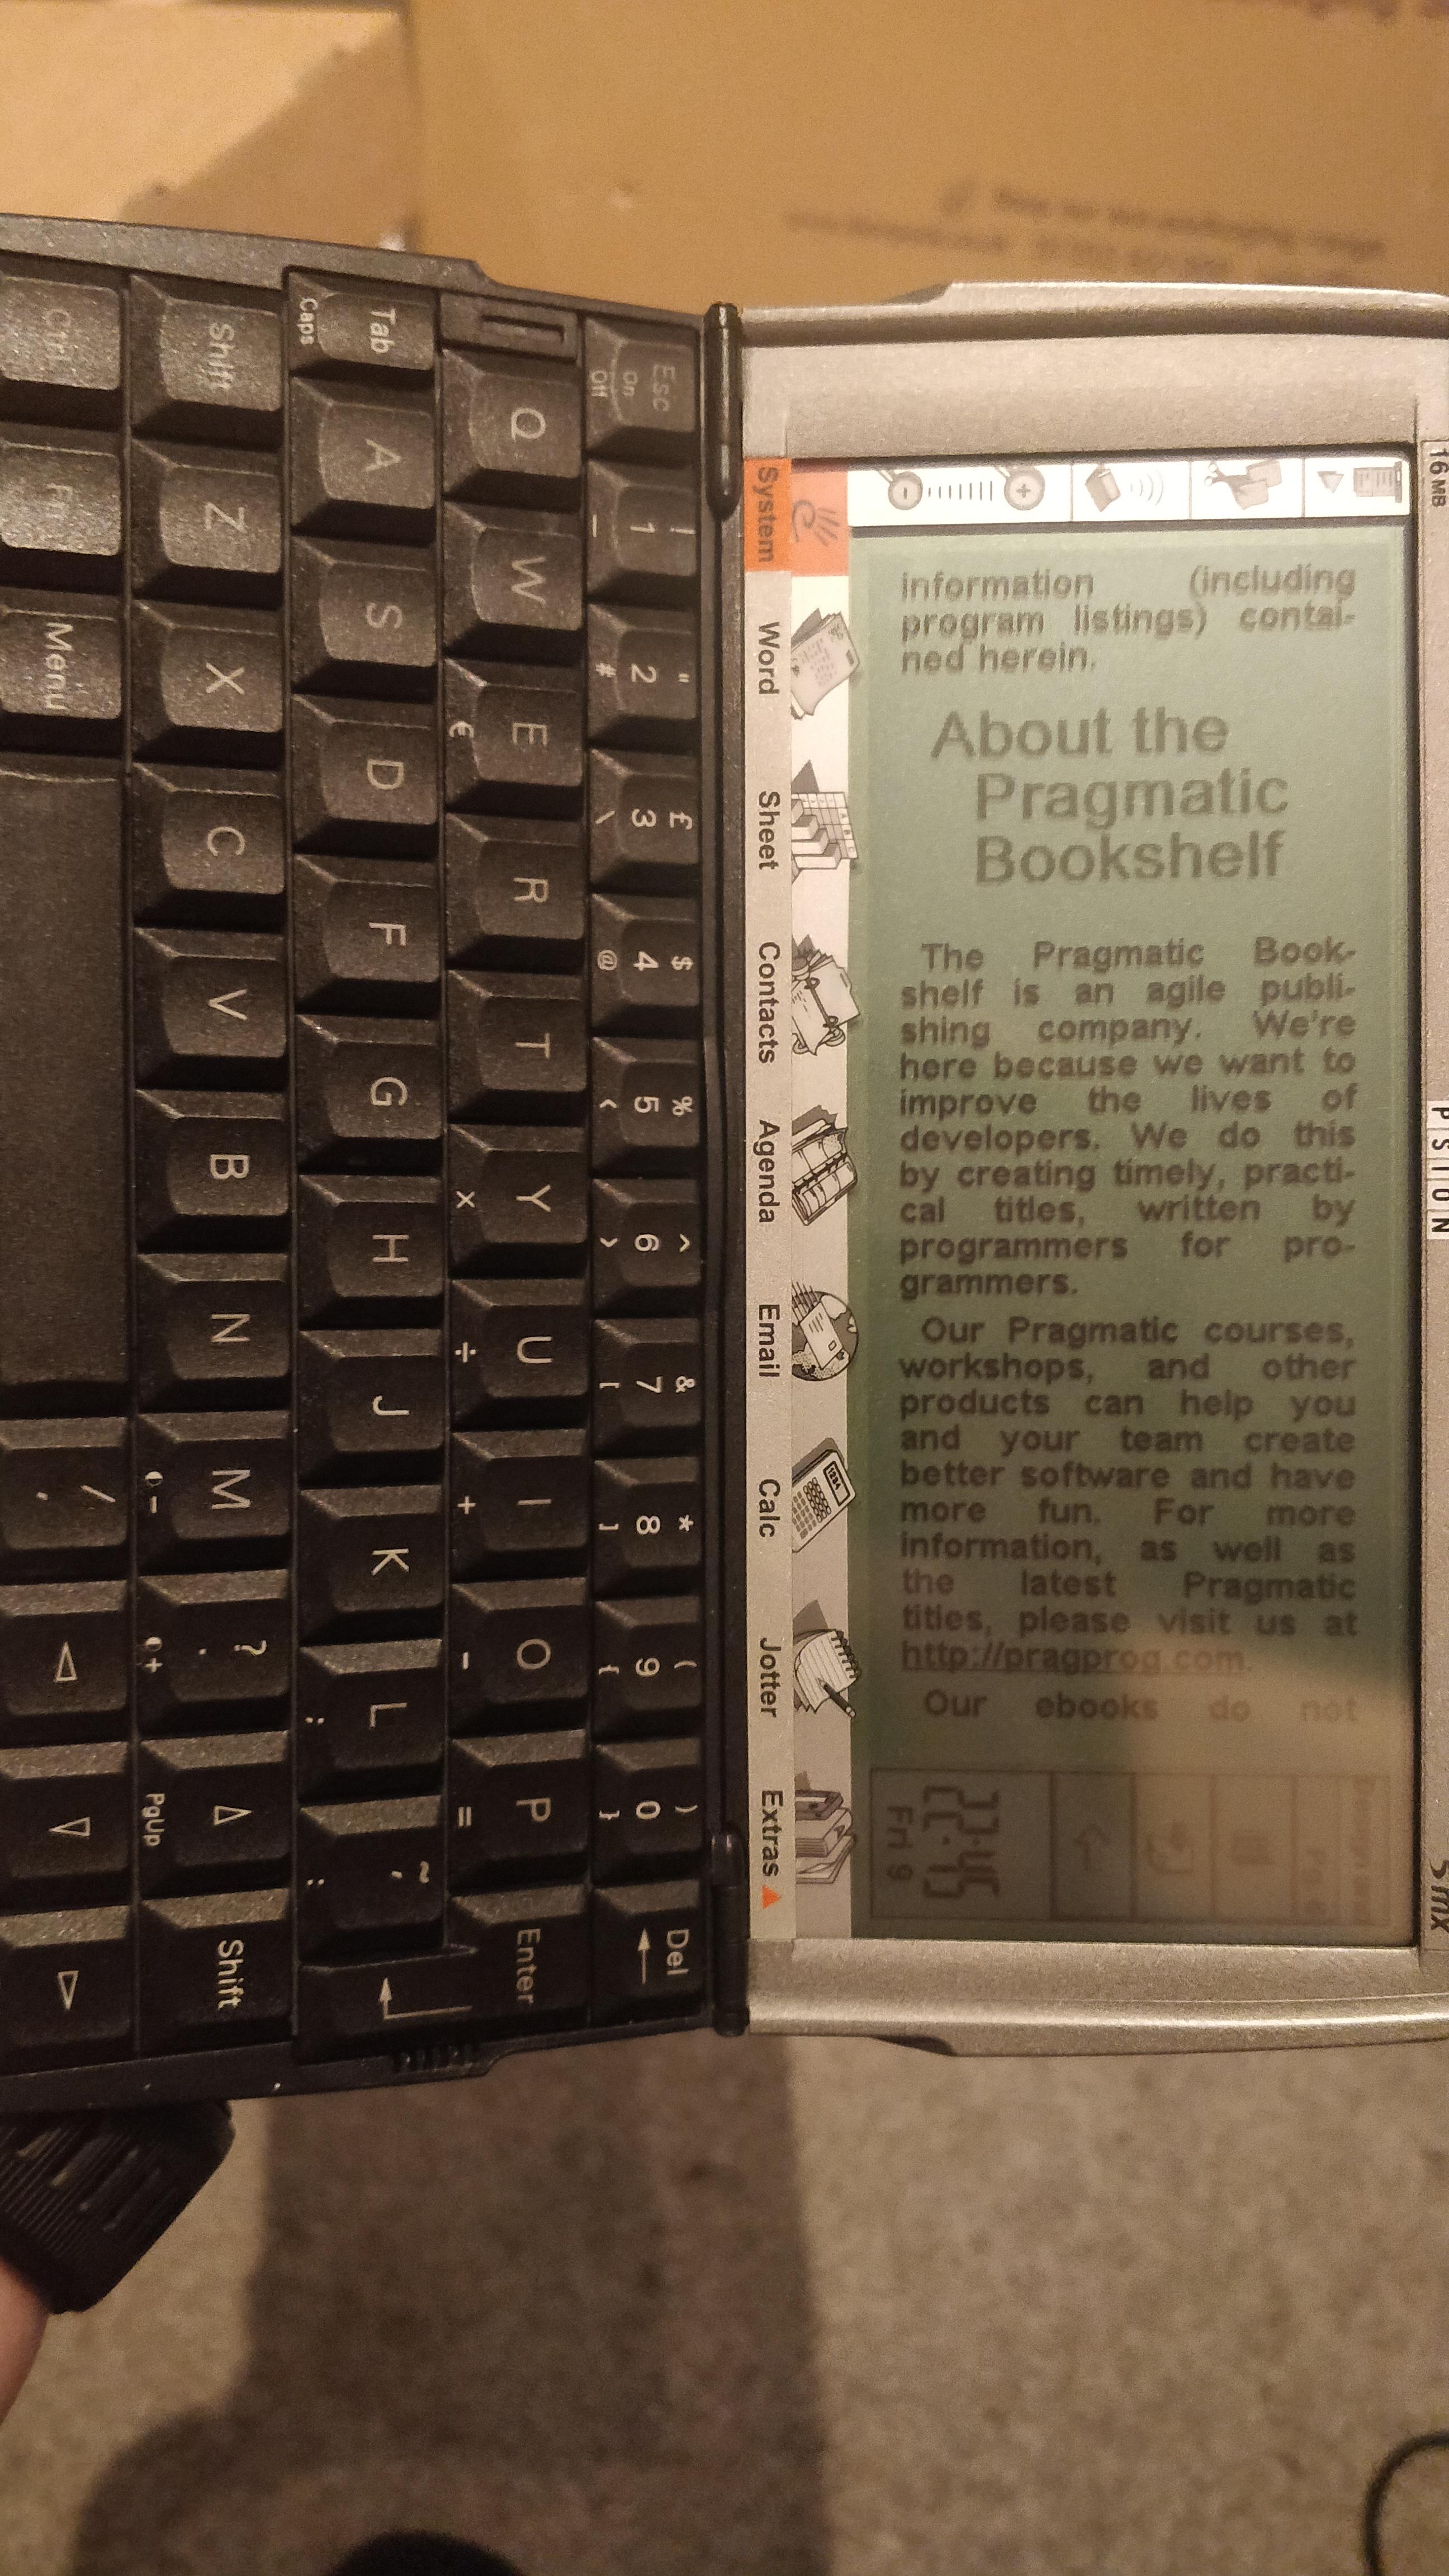 16 MB
PSION
5mx
information (including
program listings) contai-
ned herein.
About the
Pragmatic
Bookshelf
The Pragmatic Book-
shelf is an agile publi-
shing company. We're
here because we want to
improve the lives of
developers. We do this
by creating timely, practi-
cal titles, written by
programmers for pro-
grammers.
Our Pragmatic courses,
workshops, and other
products can help you
and your team create
better software and have
more fun. For more
information, as well as
the latest Pragmatic
titles, please visit us at
http://pragprog.com.
Our ebooks do not
22:45
Fri 9
System Word Sheet Contacts Agenda Email Calc Jotter Extras
Esc ! " £ $ % ^ & * ( ) Del
On 1 2 3 4 5 6 7 8 9 0 ←
Off _ # \ @ < > [ ] { }
Q W E R T Y U I O P Enter
€ × ÷ + - =
Tab A S D F G H J K L ~ '
Caps ; :
Shift Z X C V B N M ? . Shift
- + PgUp
Ctrl Fn Menu / ,